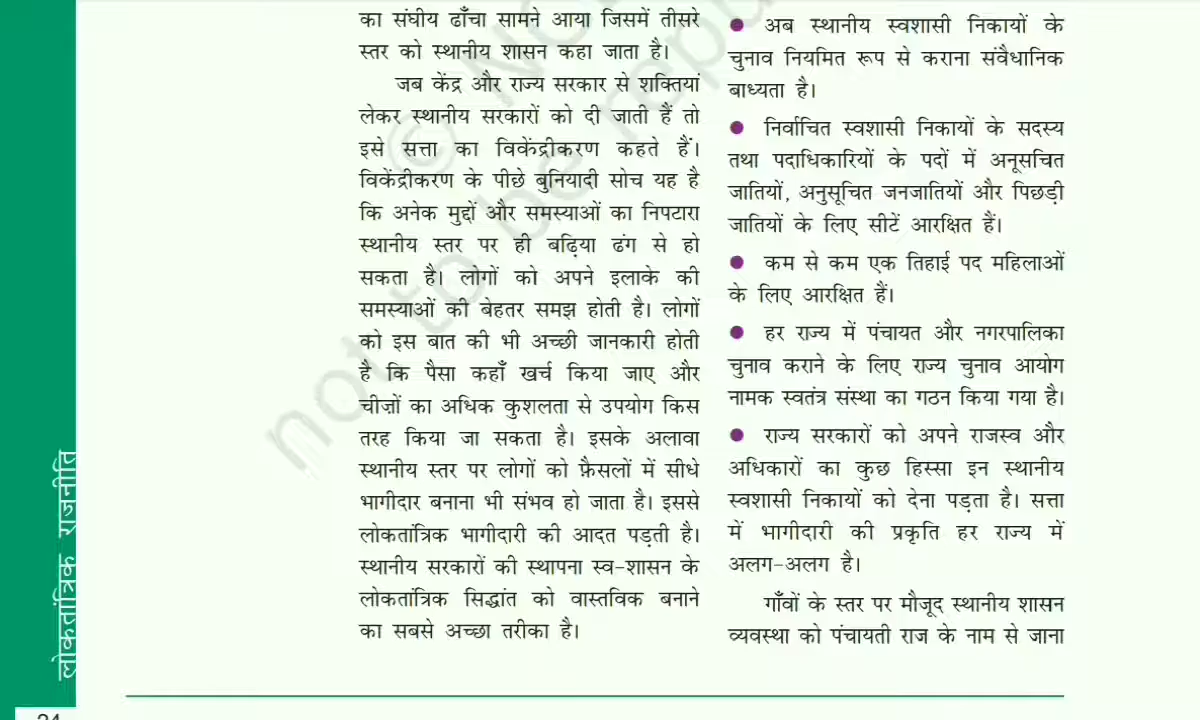 का संघीय ढाँचा सामने आया जिसमें तीसरे
स्तर को स्थानीय शासन कहा जाता है।
जब केंद्र और राज्य सरकार से शक्तियां
लेकर स्थानीय सरकारों को दी जाती हैं तो
इसे सत्ता का विकेंद्रीकरण कहते हैं।
विकेंद्रीकरण के पीछे बुनियादी सोच यह है
कि अनेक मुद्दों और समस्याओं का निपटारा
स्थानीय स्तर पर ही बढ़िया ढंग से हो
सकता है। लोगों को अपने इलाके की
समस्याओं की बेहतर समझ होती है। लोगों
को इस बात की भी अच्छी जानकारी होती
है कि पैसा कहाँ खर्च किया जाए और
चीज़ों का अधिक कुशलता से उपयोग किस
तरह किया जा सकता है। इसके अलावा
स्थानीय स्तर पर लोगों को फ़ैसलों में सीधे
भागीदार बनाना भी संभव हो जाता है। इससे
लोकतांत्रिक भागीदारी की आदत पड़ती है।
स्थानीय सरकारों की स्थापना स्व-शासन के
लोकतांत्रिक सिद्धांत को वास्तविक बनाने
का सबसे अच्छा तरीका है।
● अब स्थानीय स्वशासी निकायों के
चुनाव नियमित रूप से कराना संवैधानिक
बाध्यता है।
● निर्वाचित स्वशासी निकायों के सदस्य
तथा पदाधिकारियों के पदों में अनूसचित
जातियों, अनुसूचित जनजातियों और पिछड़ी
जातियों के लिए सीटें आरक्षित हैं।
● कम से कम एक तिहाई पद महिलाओं
के लिए आरक्षित हैं।
● हर राज्य में पंचायत और नगरपालिका
चुनाव कराने के लिए राज्य चुनाव आयोग
नामक स्वतंत्र संस्था का गठन किया गया है।
● राज्य सरकारों को अपने राजस्व और
अधिकारों का कुछ हिस्सा इन स्थानीय
स्वशासी निकायों को देना पड़ता है। सत्ता
में भागीदारी की प्रकृति हर राज्य में
अलग-अलग है।
गाँवों के स्तर पर मौजूद स्थानीय शासन
व्यवस्था को पंचायती राज के नाम से जाना
लोकतांत्रिक राजनीति
not to be